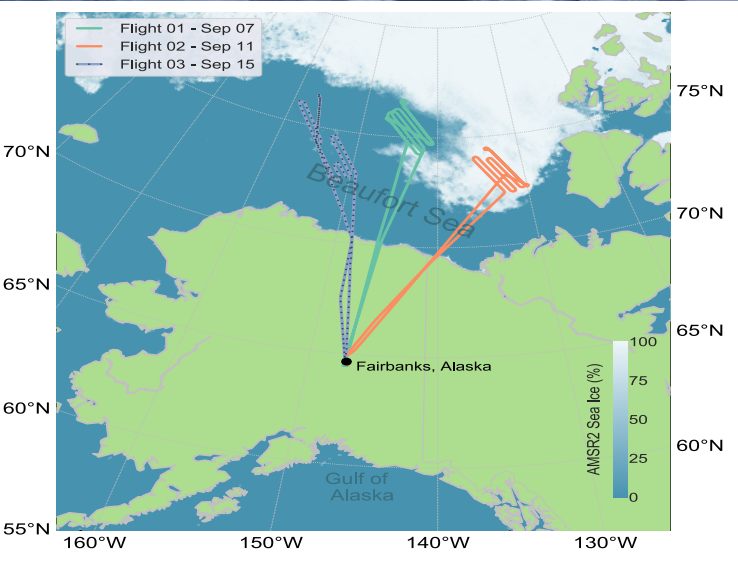 Flight 01 - Sep 07
Flight 02 - Sep 11
Flight 03 - Sep 15
75°N
70°N
Beaufort Sea
70°N
65°N
65°N
100
Fairbanks, Alaska
75
AMSR2 Sea Ice (%)
50
60°N
60°N
25
Gulf of
Alaska
0
55°N
160°W
150°W
140°W
130°W